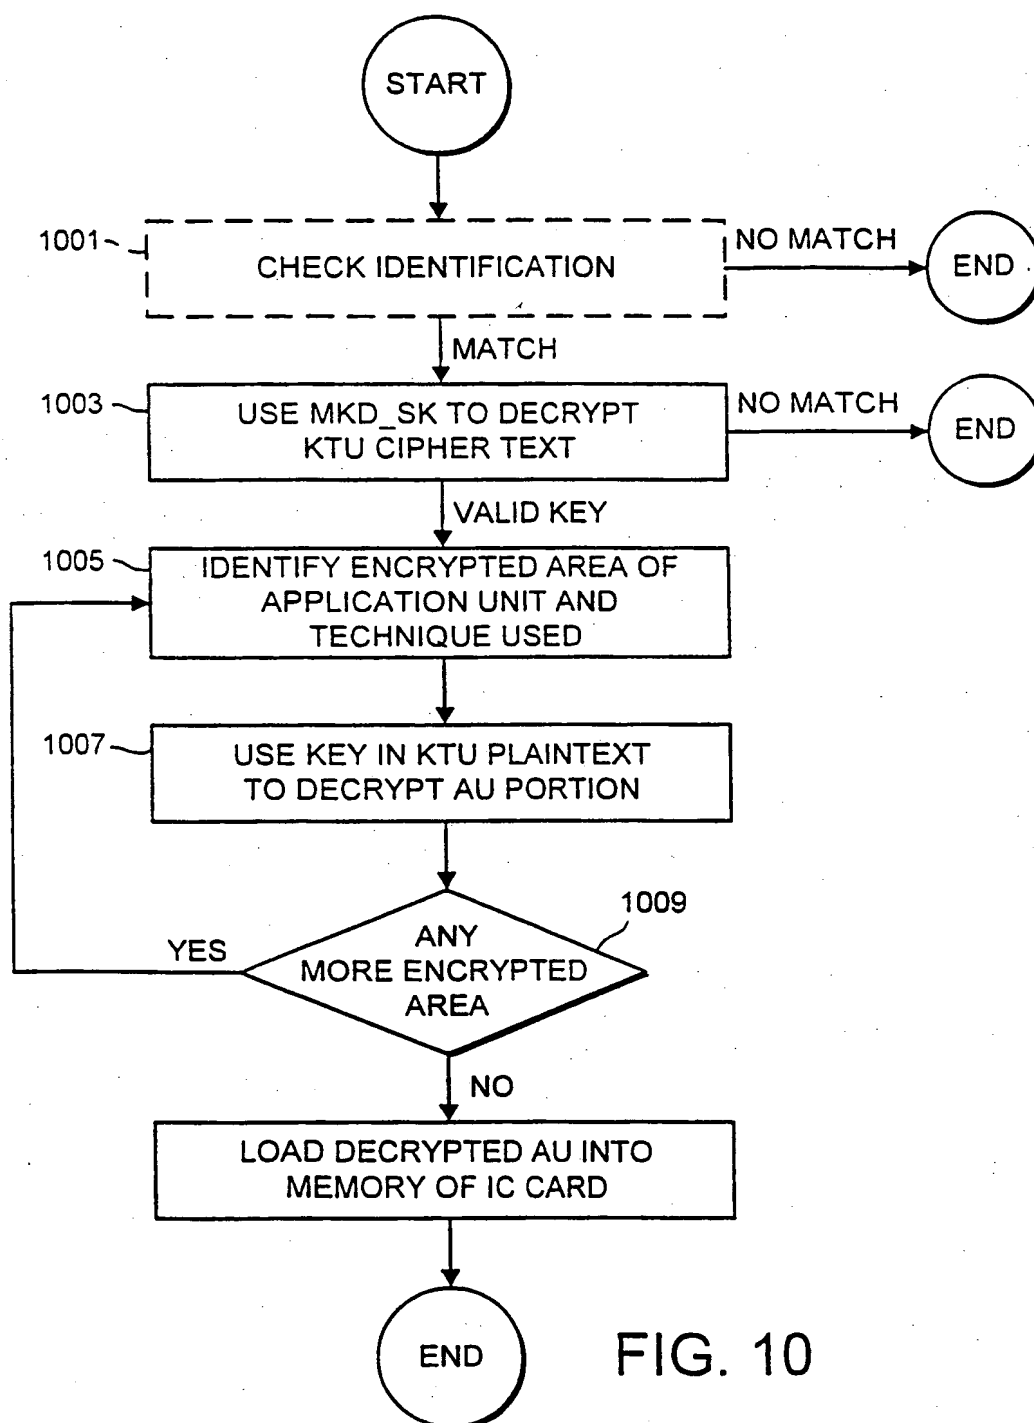 START
1001
CHECK IDENTIFICATION
NO MATCH
END
MATCH
1003
USE MKD_SK TO DECRYPT
KTU CIPHER TEXT
NO MATCH
END
VALID KEY
1005
IDENTIFY ENCRYPTED AREA OF
APPLICATION UNIT AND
TECHNIQUE USED
1007
USE KEY IN KTU PLAINTEXT
TO DECRYPT AU PORTION
1009
YES
ANY
MORE ENCRYPTED
AREA
NO
LOAD DECRYPTED AU INTO
MEMORY OF IC CARD
END
FIG. 10